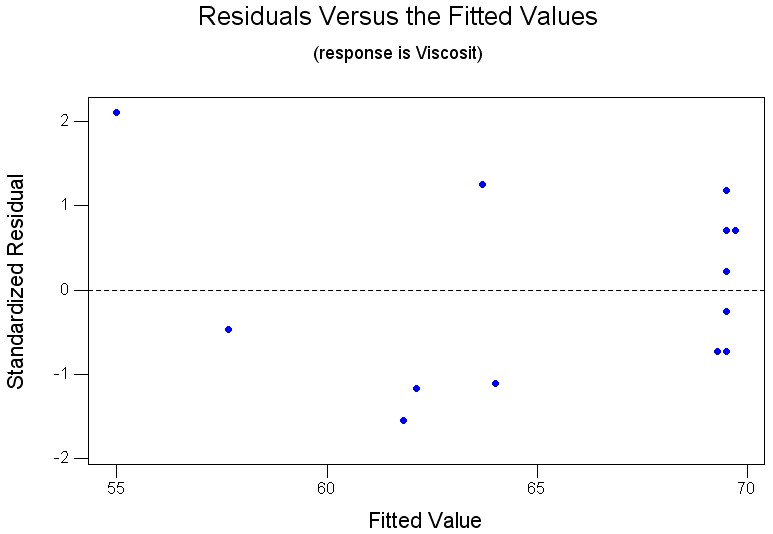 Residuals Versus the Fitted Values
(response is Viscosit)
Standardized Residual
2
1
0
-1
-2
55
60
65
70
Fitted Value